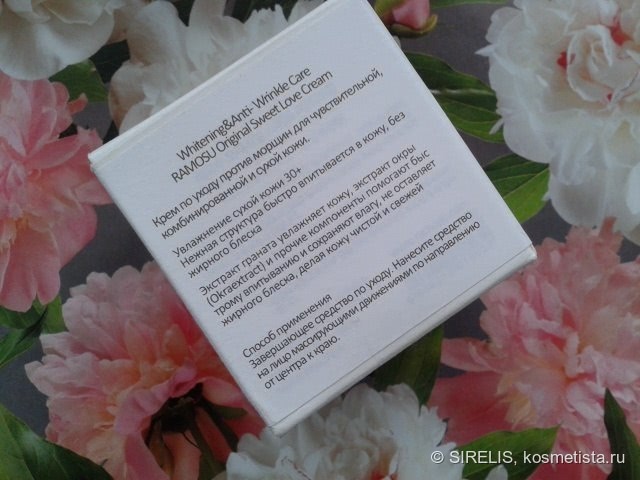 Whitening&Anti-Wrinkle Care
RAMOSU Original Sweet Love Cream
Крем по уходу против морщин для чувствительной,
комбинированной и сухой кожи.
Увлажнение сухой кожи 30+
Нежная структура быстро впитывается в кожу, без
жирного блеска
Экстракт граната увлажняет кожу, экстракт окры
(Okraextract) и прочие компоненты помогают быс
трому впитыванию и сохраняют влагу, не оставляет
жирного блеска, делая кожу чистой и свежей
Способ применения
Завершающее средство по уходу. Нанесите средство
на лицо массирующими движениями по направлению
от центра к краю.
© SIRELIS, kosmetista.ru